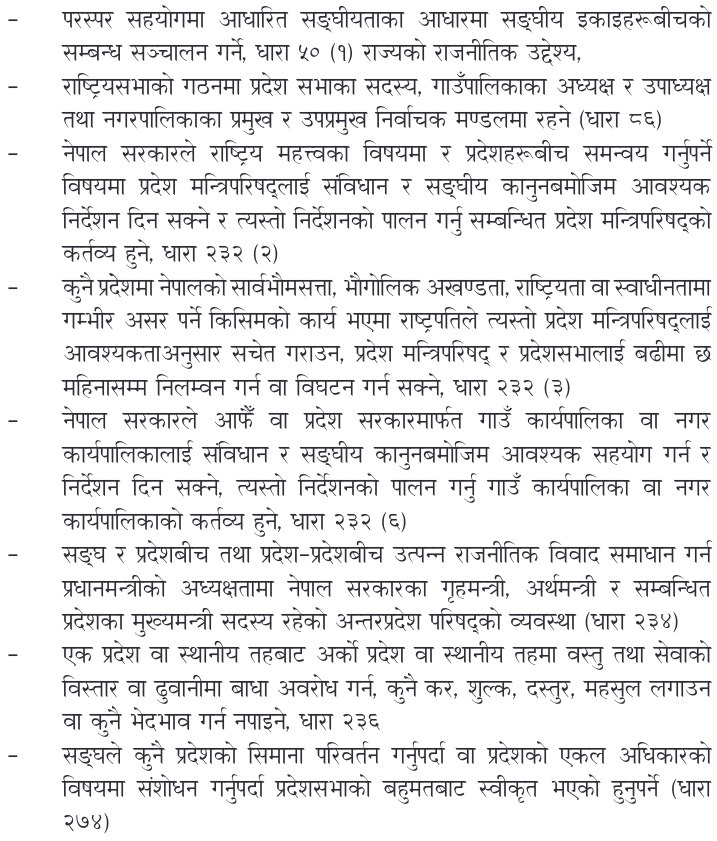 – परस्पर सहयोगमा आधारित सङ्घीयताका आधारमा सङ्घीय इकाइहरूबीचको
सम्बन्ध सञ्चालन गर्ने, धारा ५० (१) राज्यको राजनीतिक उद्देश्य,
– राष्ट्रियसभाको गठनमा प्रदेश सभाका सदस्य, गाउँपालिकाका अध्यक्ष र उपाध्यक्ष
तथा नगरपालिकाका प्रमुख र उपप्रमुख निर्वाचक मण्डलमा रहने (धारा ८६)
– नेपाल सरकारले राष्ट्रिय महत्त्वका विषयमा र प्रदेशहरूबीच समन्वय गर्नुपर्ने
विषयमा प्रदेश मन्त्रिपरिषद्लाई संविधान र सङ्घीय कानुनबमोजिम आवश्यक
निर्देशन दिन सक्ने र त्यस्तो निर्देशनको पालन गर्नु सम्बन्धित प्रदेश मन्त्रिपरिषद्को
कर्तव्य हुने, धारा २३२ (२)
– कुनै प्रदेशमा नेपालको सार्वभौमसत्ता, भौगोलिक अखण्डता, राष्ट्रियता वा स्वाधीनतामा
गम्भीर असर पर्ने किसिमको कार्य भएमा राष्ट्रपतिले त्यस्तो प्रदेश मन्त्रिपरिषद्लाई
आवश्यकताअनुसार सचेत गराउन, प्रदेश मन्त्रिपरिषद् र प्रदेशसभालाई बढीमा छ
महिनासम्म निलम्वन गर्न वा विघटन गर्न सक्ने, धारा २३२ (३)
– नेपाल सरकारले आफैँ वा प्रदेश सरकारमार्फत गाउँ कार्यपालिका वा नगर
कार्यपालिकालाई संविधान र सङ्घीय कानुनबमोजिम आवश्यक सहयोग गर्न र
निर्देशन दिन सक्ने, त्यस्तो निर्देशनको पालन गर्नु गाउँ कार्यपालिका वा नगर
कार्यपालिकाको कर्तव्य हुने, धारा २३२ (६)
– सङ्घ र प्रदेशबीच तथा प्रदेश-प्रदेशबीच उत्पन्न राजनीतिक विवाद समाधान गर्न
प्रधानमन्त्रीको अध्यक्षतामा नेपाल सरकारका गृहमन्त्री, अर्थमन्त्री र सम्बन्धित
प्रदेशका मुख्यमन्त्री सदस्य रहेको अन्तरप्रदेश परिषद्को व्यवस्था (धारा २३४)
– एक प्रदेश वा स्थानीय तहबाट अर्को प्रदेश वा स्थानीय तहमा वस्तु तथा सेवाको
विस्तार वा ढुवानीमा बाधा अवरोध गर्न, कुनै कर, शुल्क, दस्तुर, महसुल लगाउन
वा कुनै भेदभाव गर्न नपाइने, धारा २३६
– सङ्घले कुनै प्रदेशको सिमाना परिवर्तन गर्नुपर्दा वा प्रदेशको एकल अधिकारको
विषयमा संशोधन गर्नुपर्दा प्रदेशसभाको बहुमतबाट स्वीकृत भएको हुनुपर्ने (धारा
२७४)